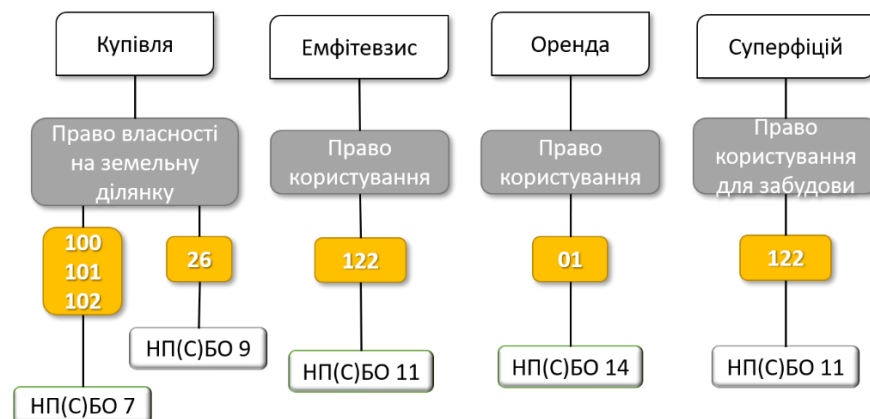 Купівля
Емфітевзис
Оренда
Суперфіцій
Право власності
на земельну
ділянку
Право
користування
Право
користування
Право
користування
для забудови
100
101
102
26
122
01
122
НП(С)БО 9
НП(С)БО 11
НП(С)БО 14
НП(С)БО 11
НП(С)БО 7